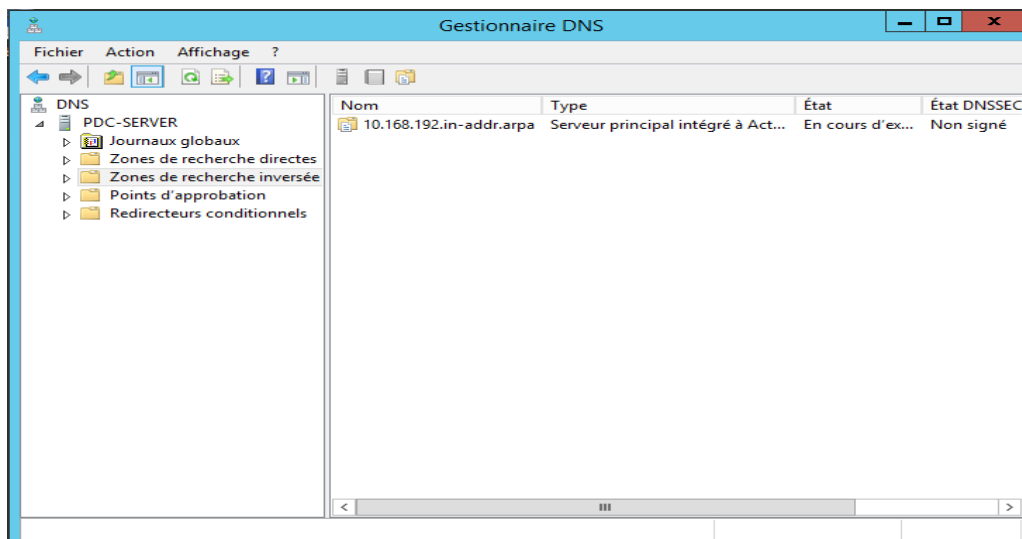 Gestionnaire DNS
Fichier Action Affichage ?
DNS
PDC-SERVER
Journaux globaux
Zones de recherche directes
Zones de recherche inversée
Points d'approbation
Redirecteurs conditionnels
Nom Type État État DNSSEC
10.168.192.in-addr.arpa Serveur principal intégré à Act... En cours d'ex... Non signé